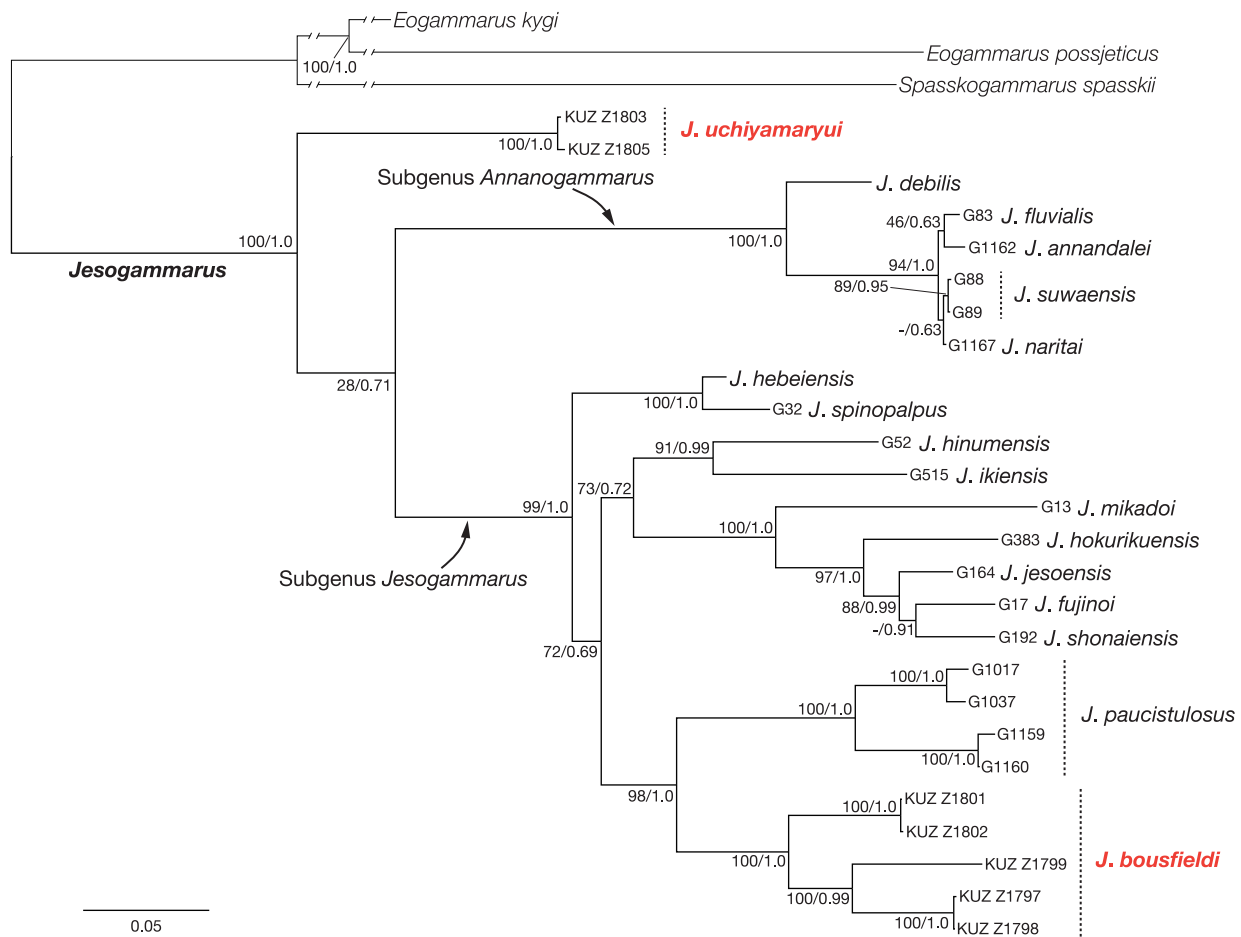 Eogammarus kygi
100/1.0
Eogammarus possjeticus
Spasskogammarus spasskii
KUZ Z1803
100/1.0
KUZ Z1805
J. uchiyamaryui
Subgenus Annanogammarus
J. debilis
100/1.0
Jesogammarus
100/1.0
46/0.63
G83 J. fluvialis
G1162 J. annandalei
94/1.0
89/0.95
G88
G89
J. suwaensis
-/0.63
G1167 J. naritai
28/0.71
J. hebeiensis
100/1.0
G32 J. spinopalpus
91/0.99
G52 J. hinumensis
G515 J. ikiensis
73/0.72
99/1.0
G13 J. mikadoi
100/1.0
G383 J. hokurikuensis
Subgenus Jesogammarus
97/1.0
G164 J. jesoensis
88/0.99
G17 J. fujinoi
-/0.91
G192 J. shonaiensis
72/0.69
G1017
100/1.0
G1037
100/1.0
J. paucistulosus
G1159
100/1.0
G1160
98/1.0
KUZ Z1801
100/1.0
KUZ Z1802
100/1.0
KUZ Z1799
J. bousfieldi
100/0.99
KUZ Z1797
100/1.0
KUZ Z1798
0.05